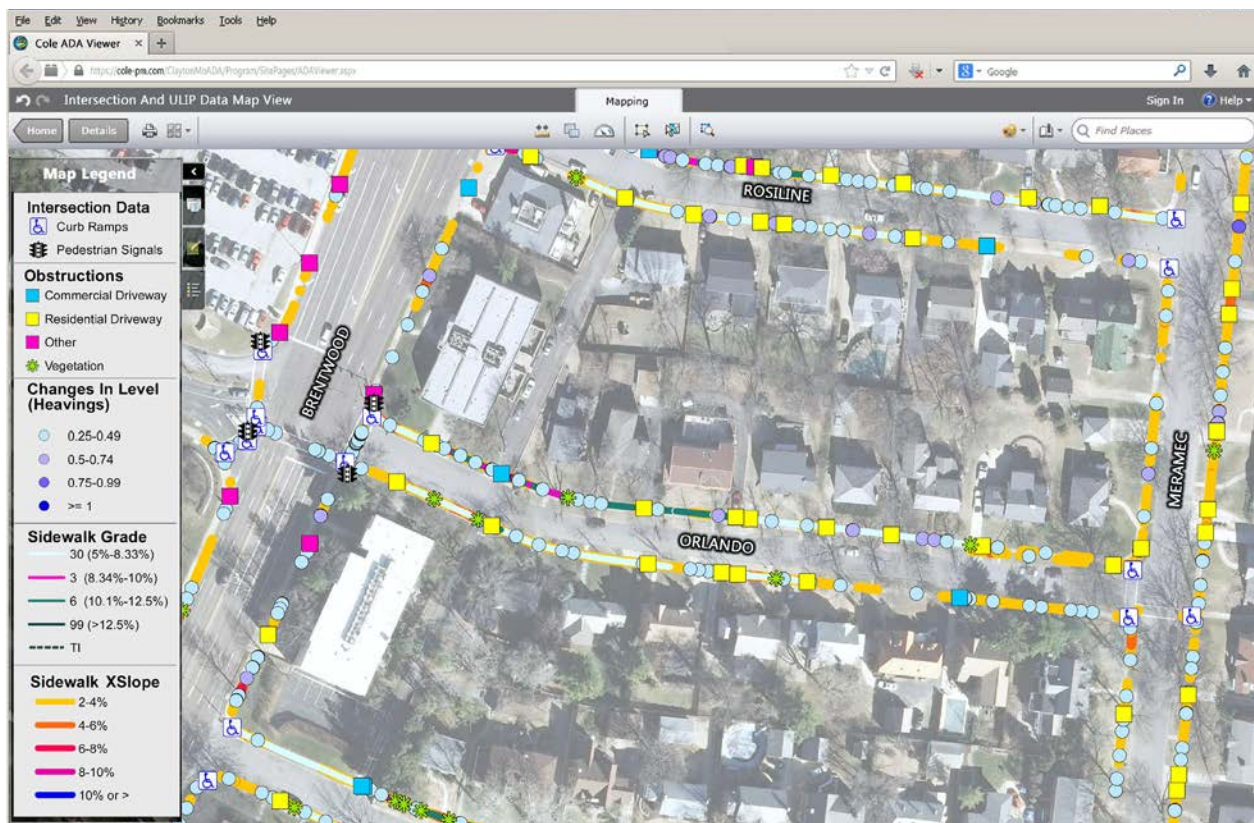 File Edit View History Bookmarks Tools Help
Cole ADA Viewer × +
https://cole-pm.com/ClaytonMoADA/Program/SitePages/ADAViewer.aspx
Google
Intersection And ULIP Data Map View
Mapping
Sign In
Help
Home
Details
Find Places
Map Legend
Intersection Data
Curb Ramps
Pedestrian Signals
Obstructions
Commercial Driveway
Residential Driveway
Other
Vegetation
Changes In Level
(Heavings)
0.25-0.49
0.5-0.74
0.75-0.99
>= 1
Sidewalk Grade
30 (5%-8.33%)
3 (8.34%-10%)
6 (10.1%-12.5%)
99 (>12.5%)
TI
Sidewalk XSlope
2-4%
4-6%
6-8%
8-10%
10% or >
ROSILINE
BRENTWOOD
MERAMEC
ORLANDO